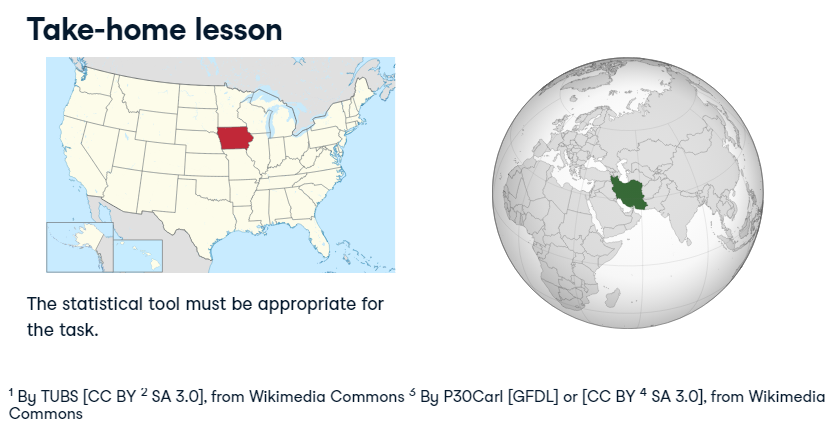 Take-home lesson
The statistical tool must be appropriate for
the task.
¹ By TUBS [CC BY ² SA 3.0], from Wikimedia Commons ³ By P30Carl [GFDL] or [CC BY ⁴ SA 3.0], from Wikimedia
Commons